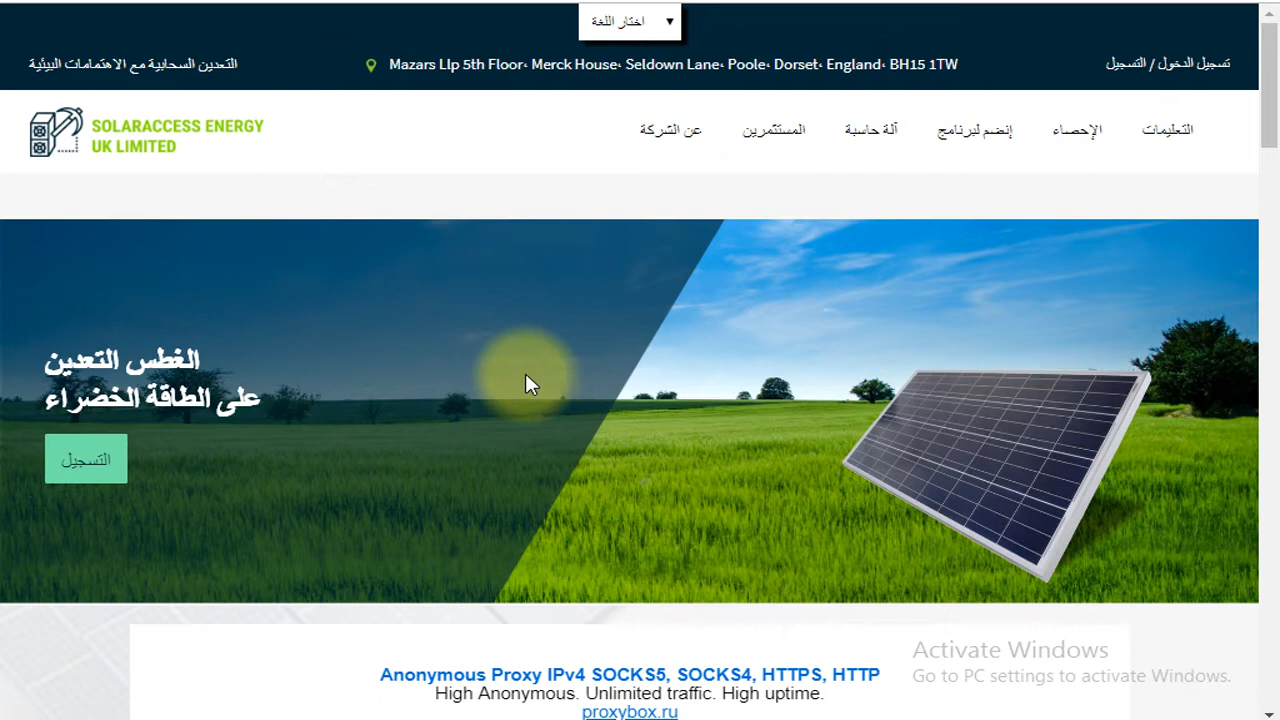 اختار اللغة
التعدين السحابية مع الاهتمامات البيئية
Mazars Llp 5th Floor، Merck House، Seldown Lane، Poole، Dorset، England، BH15 1TW
تسجيل الدخول / التسجيل
SOLARACCESS ENERGY
UK LIMITED
عن الشركة
المستثمرين
آلة حاسبة
إنضم لبرنامج
الإحصاء
التعليمات
الغطس التعدين
على الطاقة الخضراء
التسجيل
Anonymous Proxy IPv4 SOCKS5, SOCKS4, HTTPS, HTTP
High Anonymous. Unlimited traffic. High uptime.
proxybox.ru
Activate Windows
Go to PC settings to activate Windows.